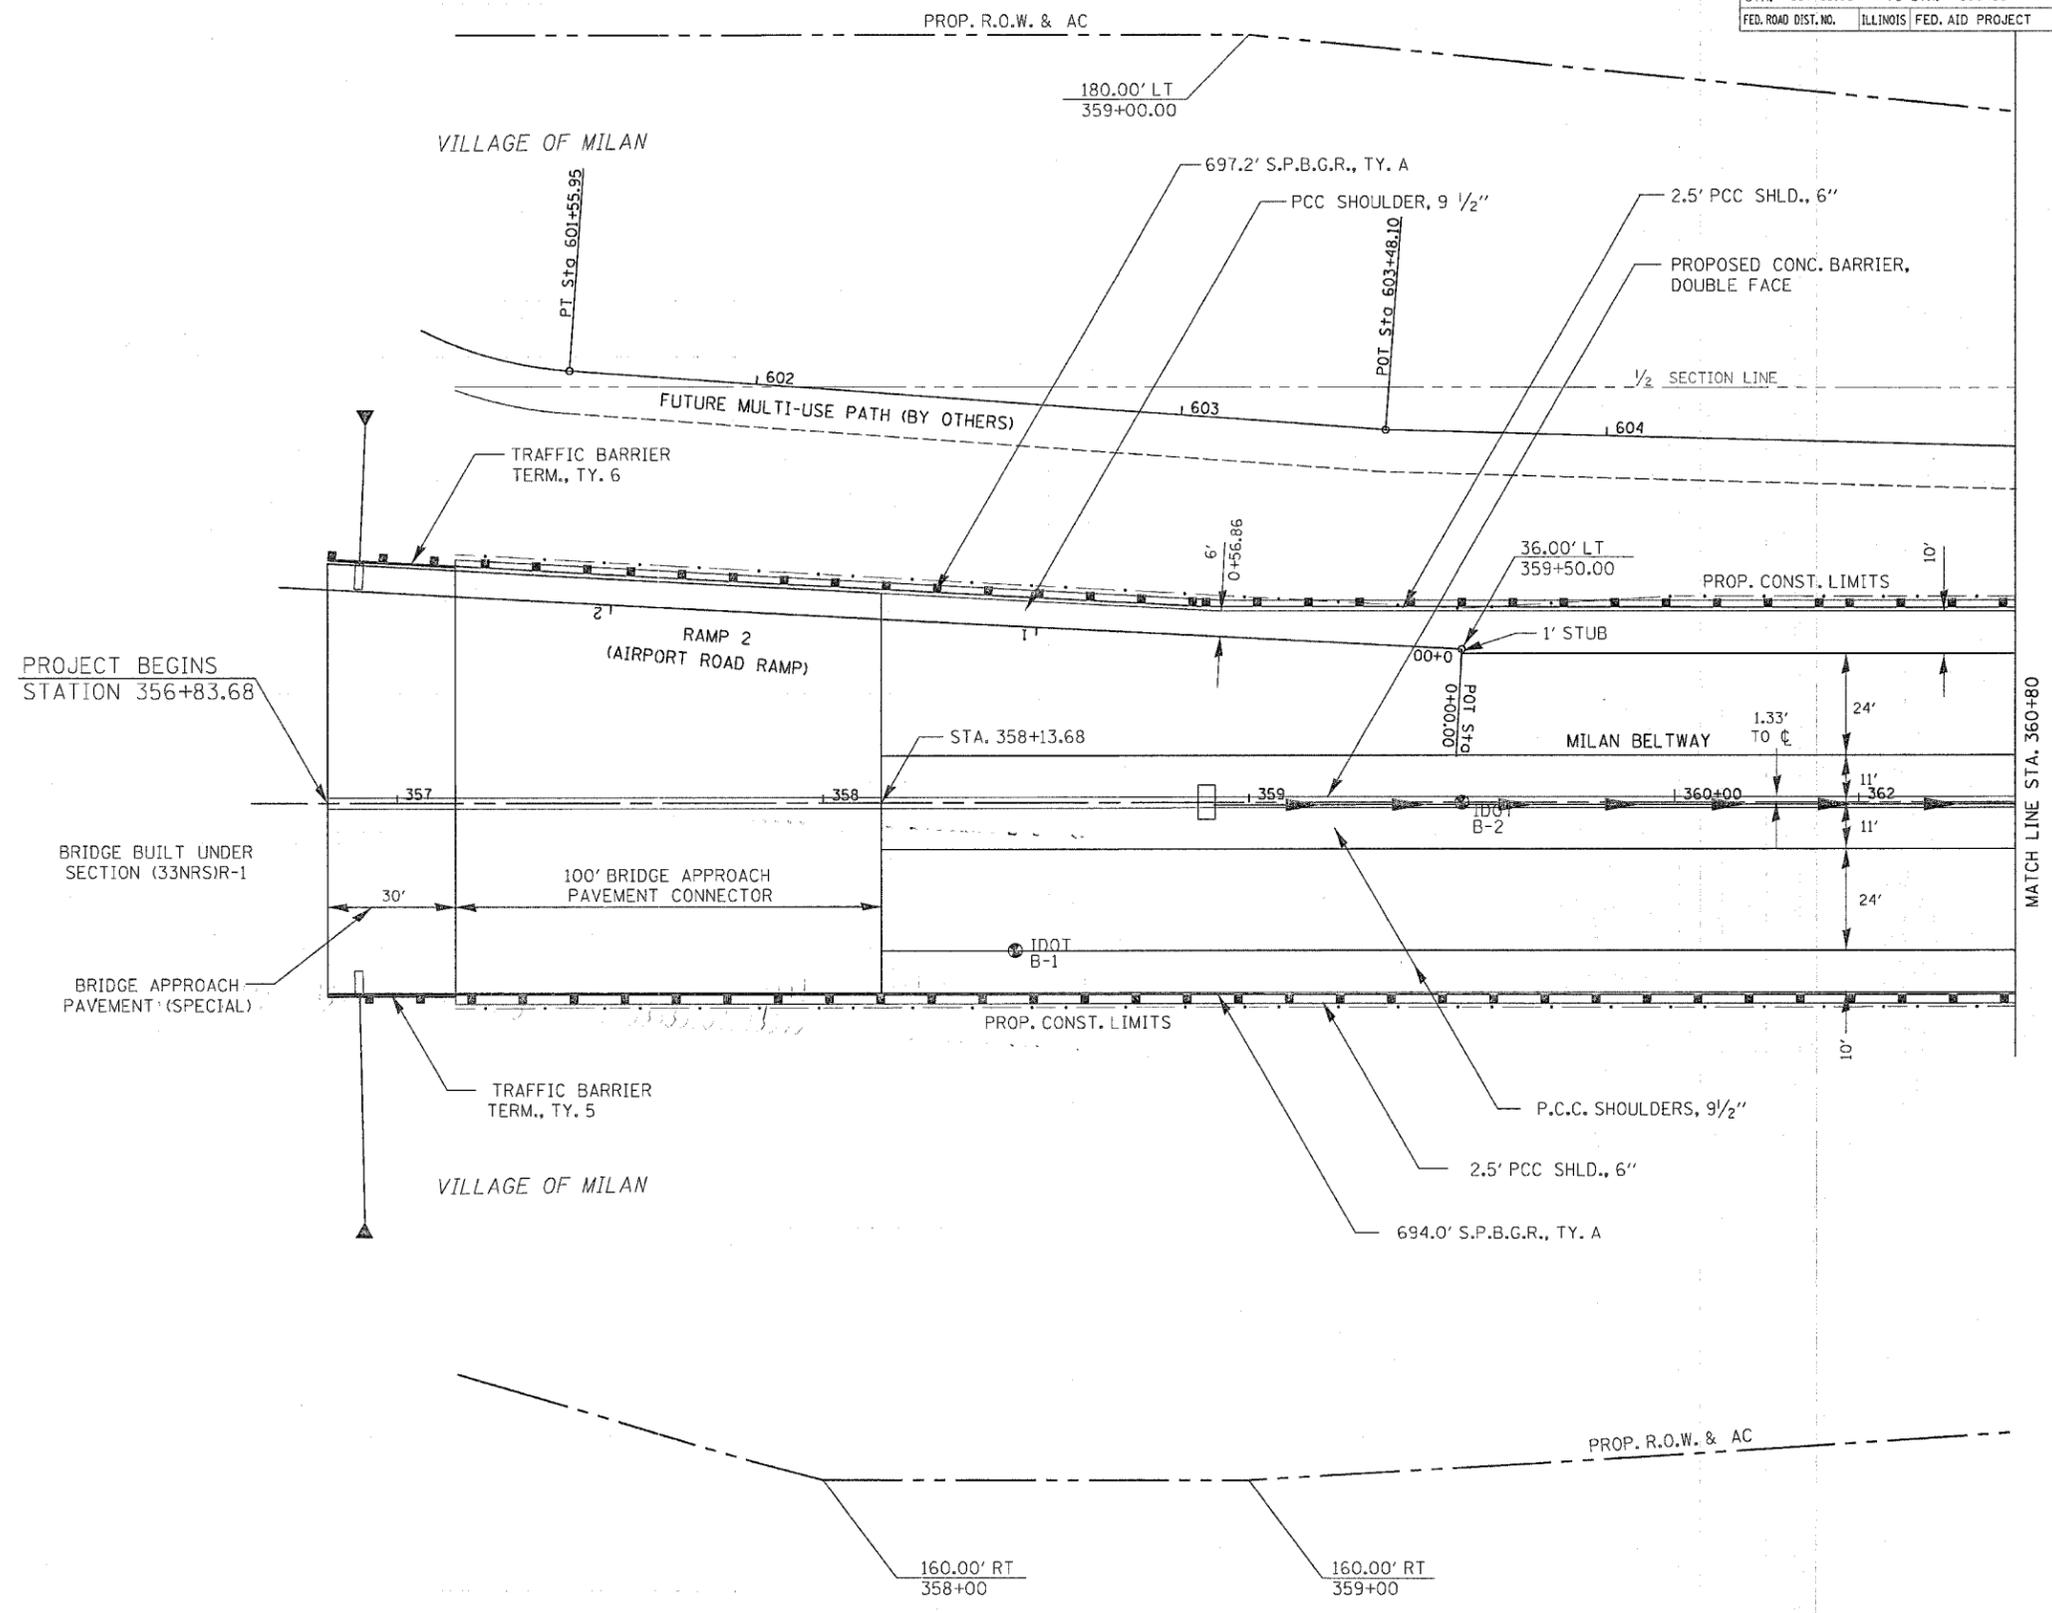 FED. ROAD DIST. NO. ILLINOIS FED. AID PROJECT
PROP. R.O.W. & AC
180.00' LT
359+00.00
VILLAGE OF MILAN
697.2' S.P.B.G.R., TY. A
PCC SHOULDER, 9 1/2"
2.5' PCC SHLD., 6"
PT Sta 601+55.95
POT Sta 603+48.10
PROPOSED CONC. BARRIER,
DOUBLE FACE
1/2 SECTION LINE
602
603
604
FUTURE MULTI-USE PATH (BY OTHERS)
TRAFFIC BARRIER
TERM., TY. 6
6'
0+56.86
36.00' LT
359+50.00
10'
PROP. CONST. LIMITS
2
1
RAMP 2
(AIRPORT ROAD RAMP)
1' STUB
0+00
POT Sta
0+00.00
PROJECT BEGINS
STATION 356+83.68
STA. 358+13.68
MILAN BELTWAY
1.33'
TO ℄
24'
11'
357
358
359
360+00
362
IDOT
B-2
11'
MATCH LINE STA. 360+80
BRIDGE BUILT UNDER
SECTION (33NRS)R-1
30'
100' BRIDGE APPROACH
PAVEMENT CONNECTOR
24'
IDOT
B-1
BRIDGE APPROACH
PAVEMENT (SPECIAL)
PROP. CONST. LIMITS
10'
TRAFFIC BARRIER
TERM., TY. 5
P.C.C. SHOULDERS, 9 1/2"
2.5' PCC SHLD., 6"
VILLAGE OF MILAN
694.0' S.P.B.G.R., TY. A
PROP. R.O.W. & AC
160.00' RT
358+00
160.00' RT
359+00